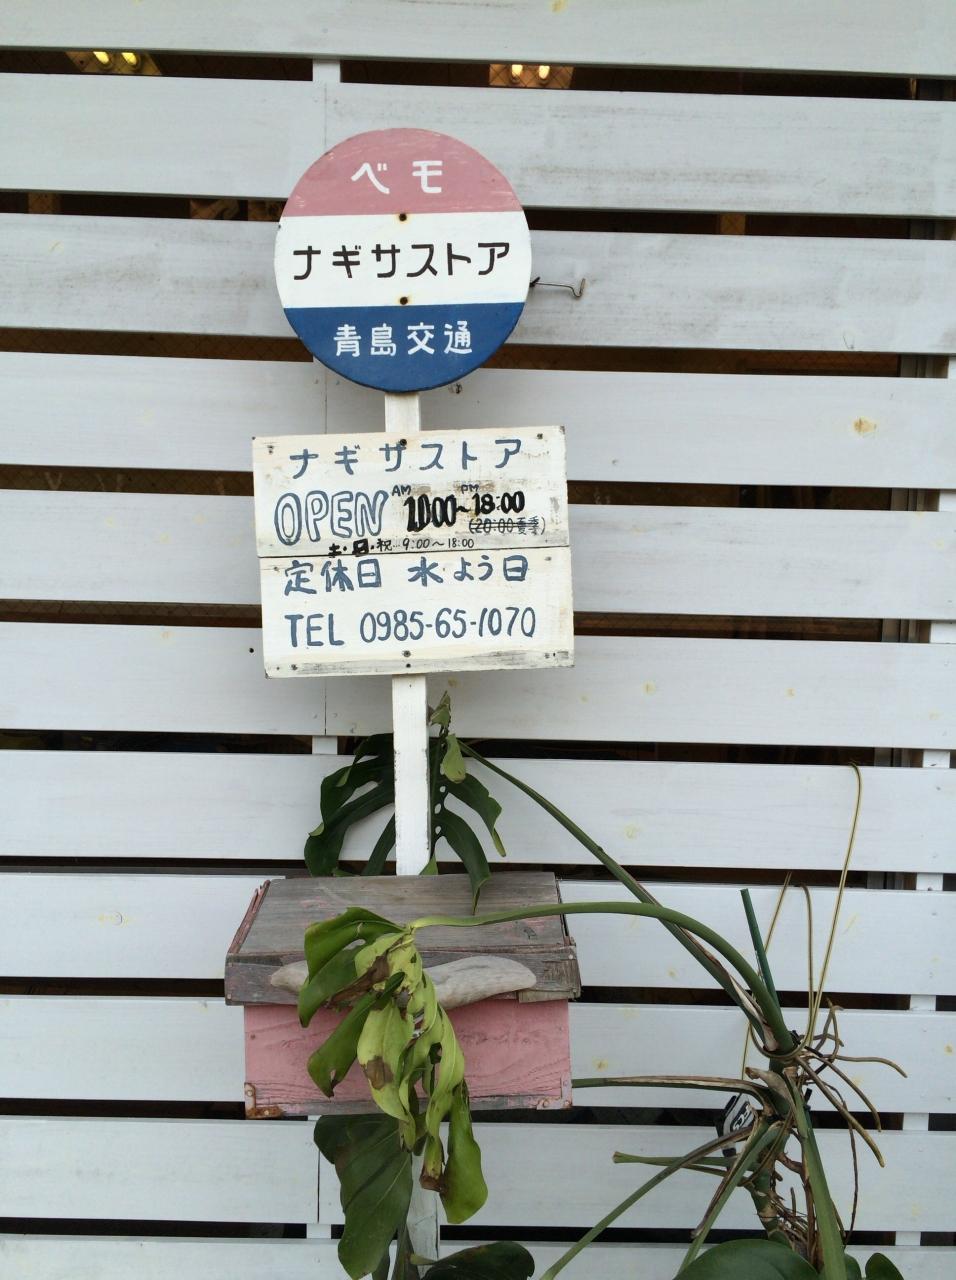 ベモ
ナギサストア
青島交通
ナギサストア
OPEN AM 10:00~PM 18:00
(20:00夏季)
土・日・祝…9:00~18:00
定休日 水よう日
TEL 0985-65-1070